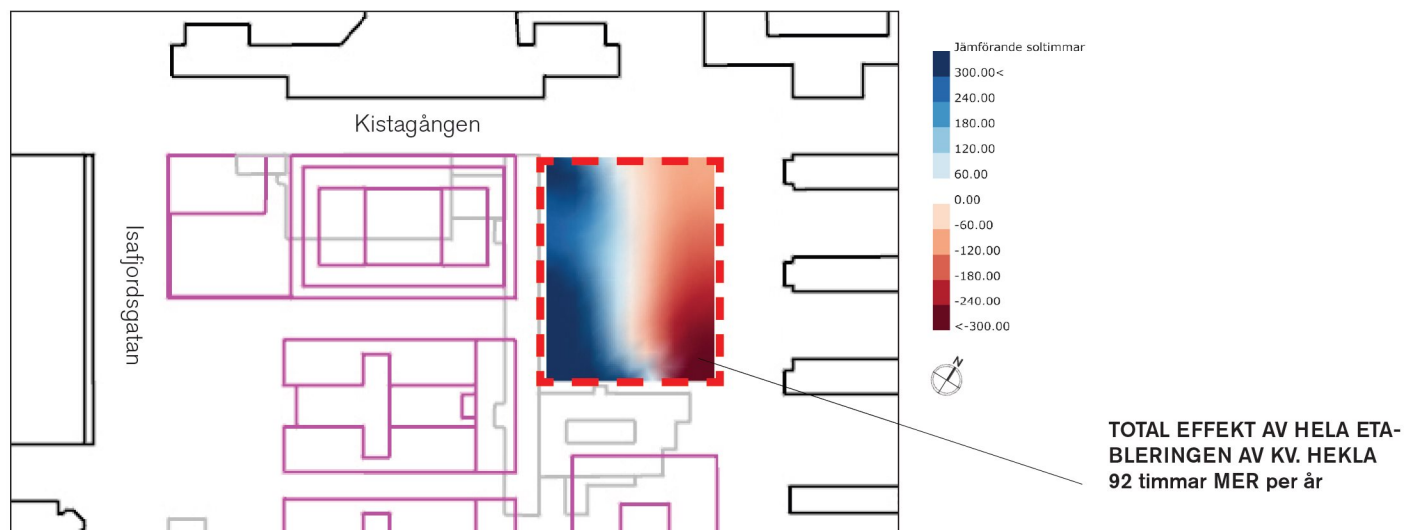 Kistagången
Isafjordsgatan
Jämförande soltimmar
300.00<
240.00
180.00
120.00
60.00
0.00
-60.00
-120.00
-180.00
-240.00
<-300.00
N
TOTAL EFFEKT AV HELA ETA-
BLERINGEN AV KV. HEKLA
92 timmar MER per år